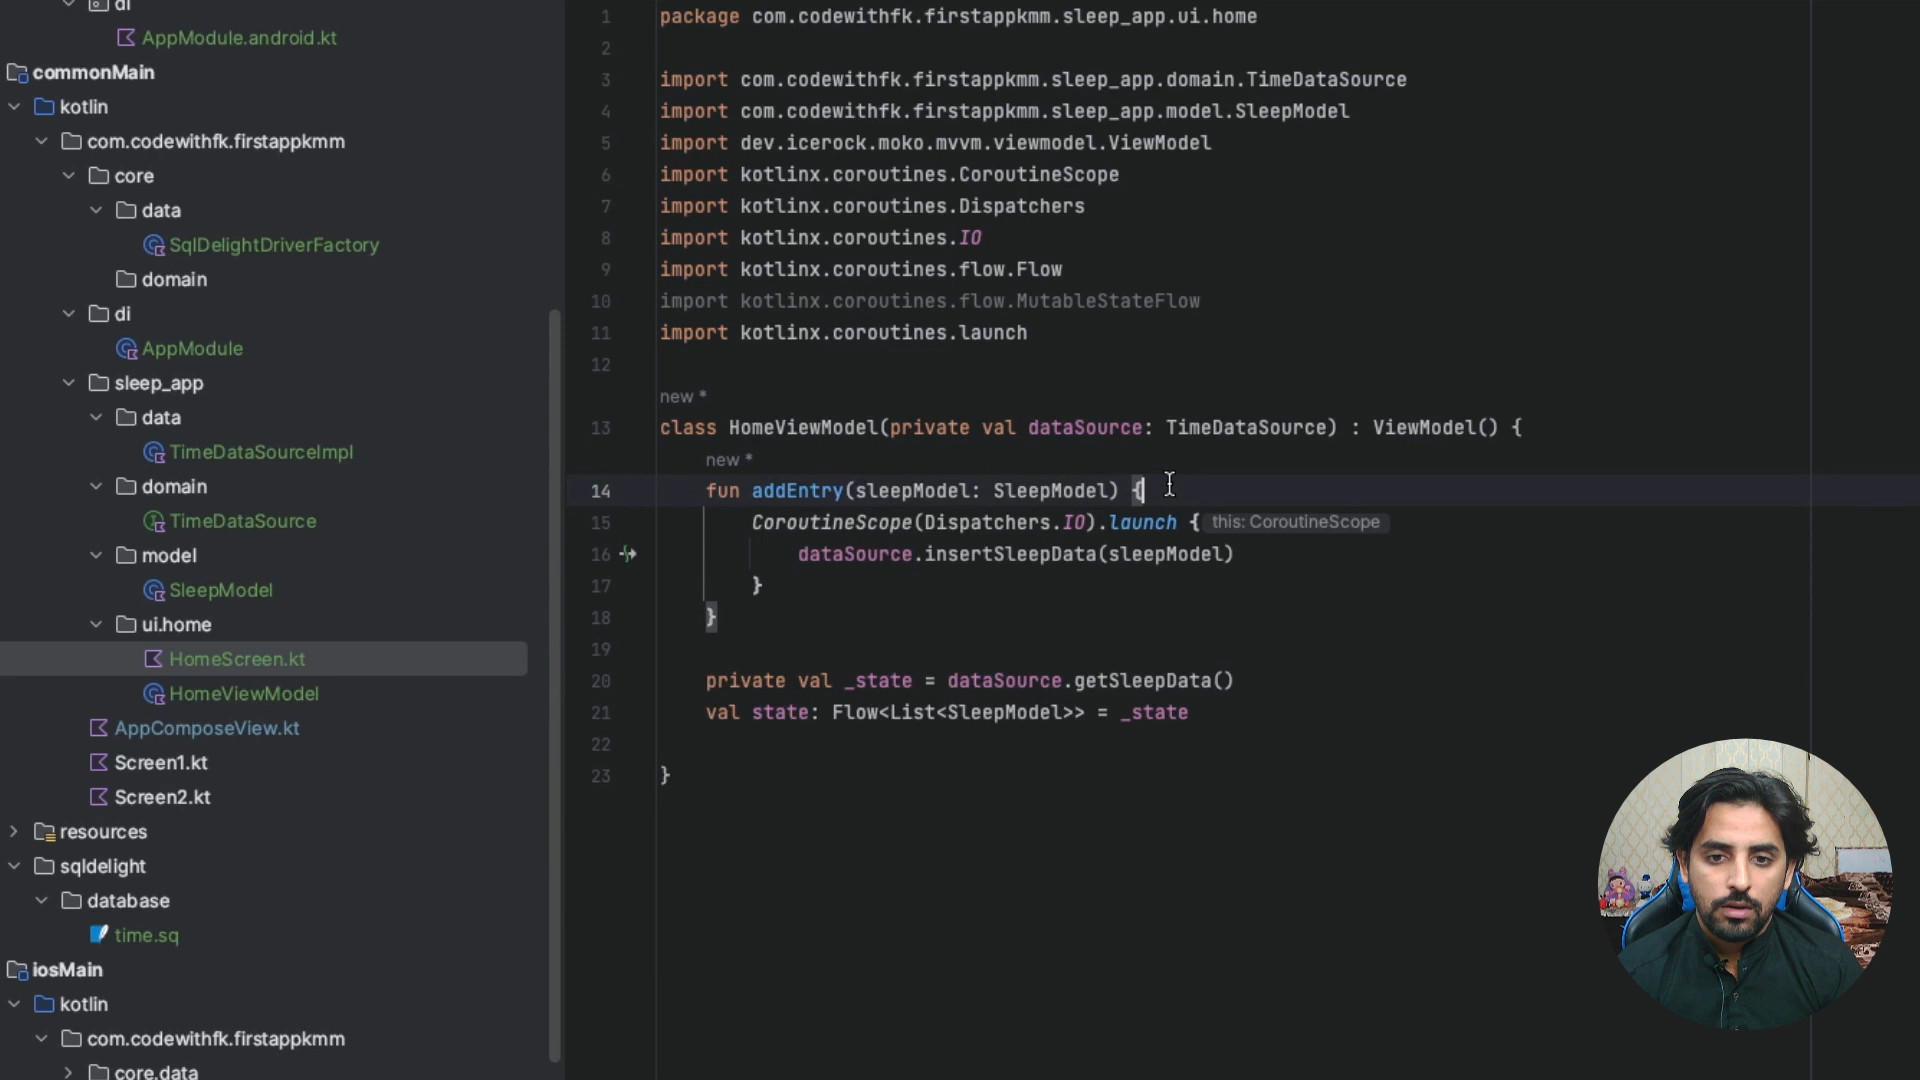 di
AppModule.android.kt
commonMain
kotlin
com.codewithfk.firstappkmm
core
data
SqlDelightDriverFactory
domain
di
AppModule
sleep_app
data
TimeDataSourceImpl
domain
TimeDataSource
model
SleepModel
ui.home
HomeScreen.kt
HomeViewModel
AppComposeView.kt
Screen1.kt
Screen2.kt
resources
sqldelight
database
time.sq
iosMain
kotlin
com.codewithfk.firstappkmm
core.data
1 package com.codewithfk.firstappkmm.sleep_app.ui.home
2
3 import com.codewithfk.firstappkmm.sleep_app.domain.TimeDataSource
4 import com.codewithfk.firstappkmm.sleep_app.model.SleepModel
5 import dev.icerock.moko.mvvm.viewmodel.ViewModel
6 import kotlinx.coroutines.CoroutineScope
7 import kotlinx.coroutines.Dispatchers
8 import kotlinx.coroutines.IO
9 import kotlinx.coroutines.flow.Flow
10 import kotlinx.coroutines.flow.MutableStateFlow
11 import kotlinx.coroutines.launch
12
new *
13 class HomeViewModel(private val dataSource: TimeDataSource) : ViewModel() {
new *
14 fun addEntry(sleepModel: SleepModel) {
15 CoroutineScope(Dispatchers.IO).launch { this: CoroutineScope
16 dataSource.insertSleepData(sleepModel)
17 }
18 }
19
20 private val _state = dataSource.getSleepData()
21 val state: Flow<List<SleepModel>> = _state
22
23 }